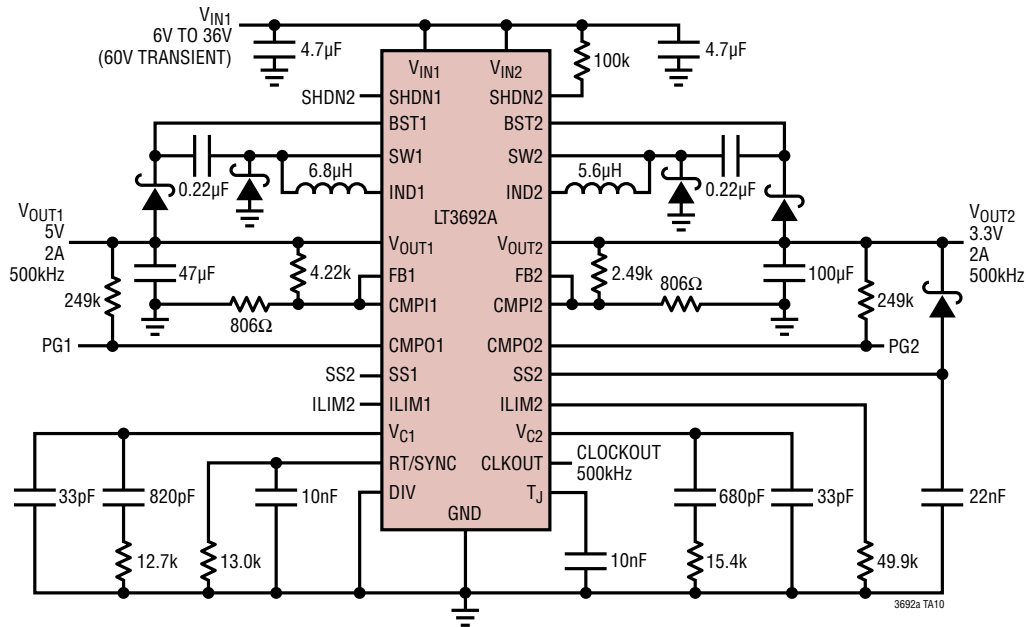 VIN1
6V TO 36V
(60V TRANSIENT)
4.7µF
4.7µF
100k
VIN1
VIN2
SHDN2
SHDN1
SHDN2
BST1
BST2
SW1
SW2
0.22µF
6.8µH
5.6µH
0.22µF
IND1
IND2
LT3692A
VOUT1
5V
2A
500kHz
VOUT1
VOUT2
VOUT2
3.3V
2A
500kHz
249k
47µF
4.22k
FB1
FB2
2.49k
806Ω
100µF
249k
806Ω
CMPI1
CMPI2
PG1
CMPO1
CMPO2
PG2
SS2
SS1
SS2
ILIM2
ILIM1
ILIM2
VC1
VC2
RT/SYNC
CLKOUT
CLOCKOUT
500kHz
33pF
820pF
10nF
DIV
TJ
680pF
33pF
22nF
GND
12.7k
13.0k
10nF
15.4k
49.9k
3692a TA10